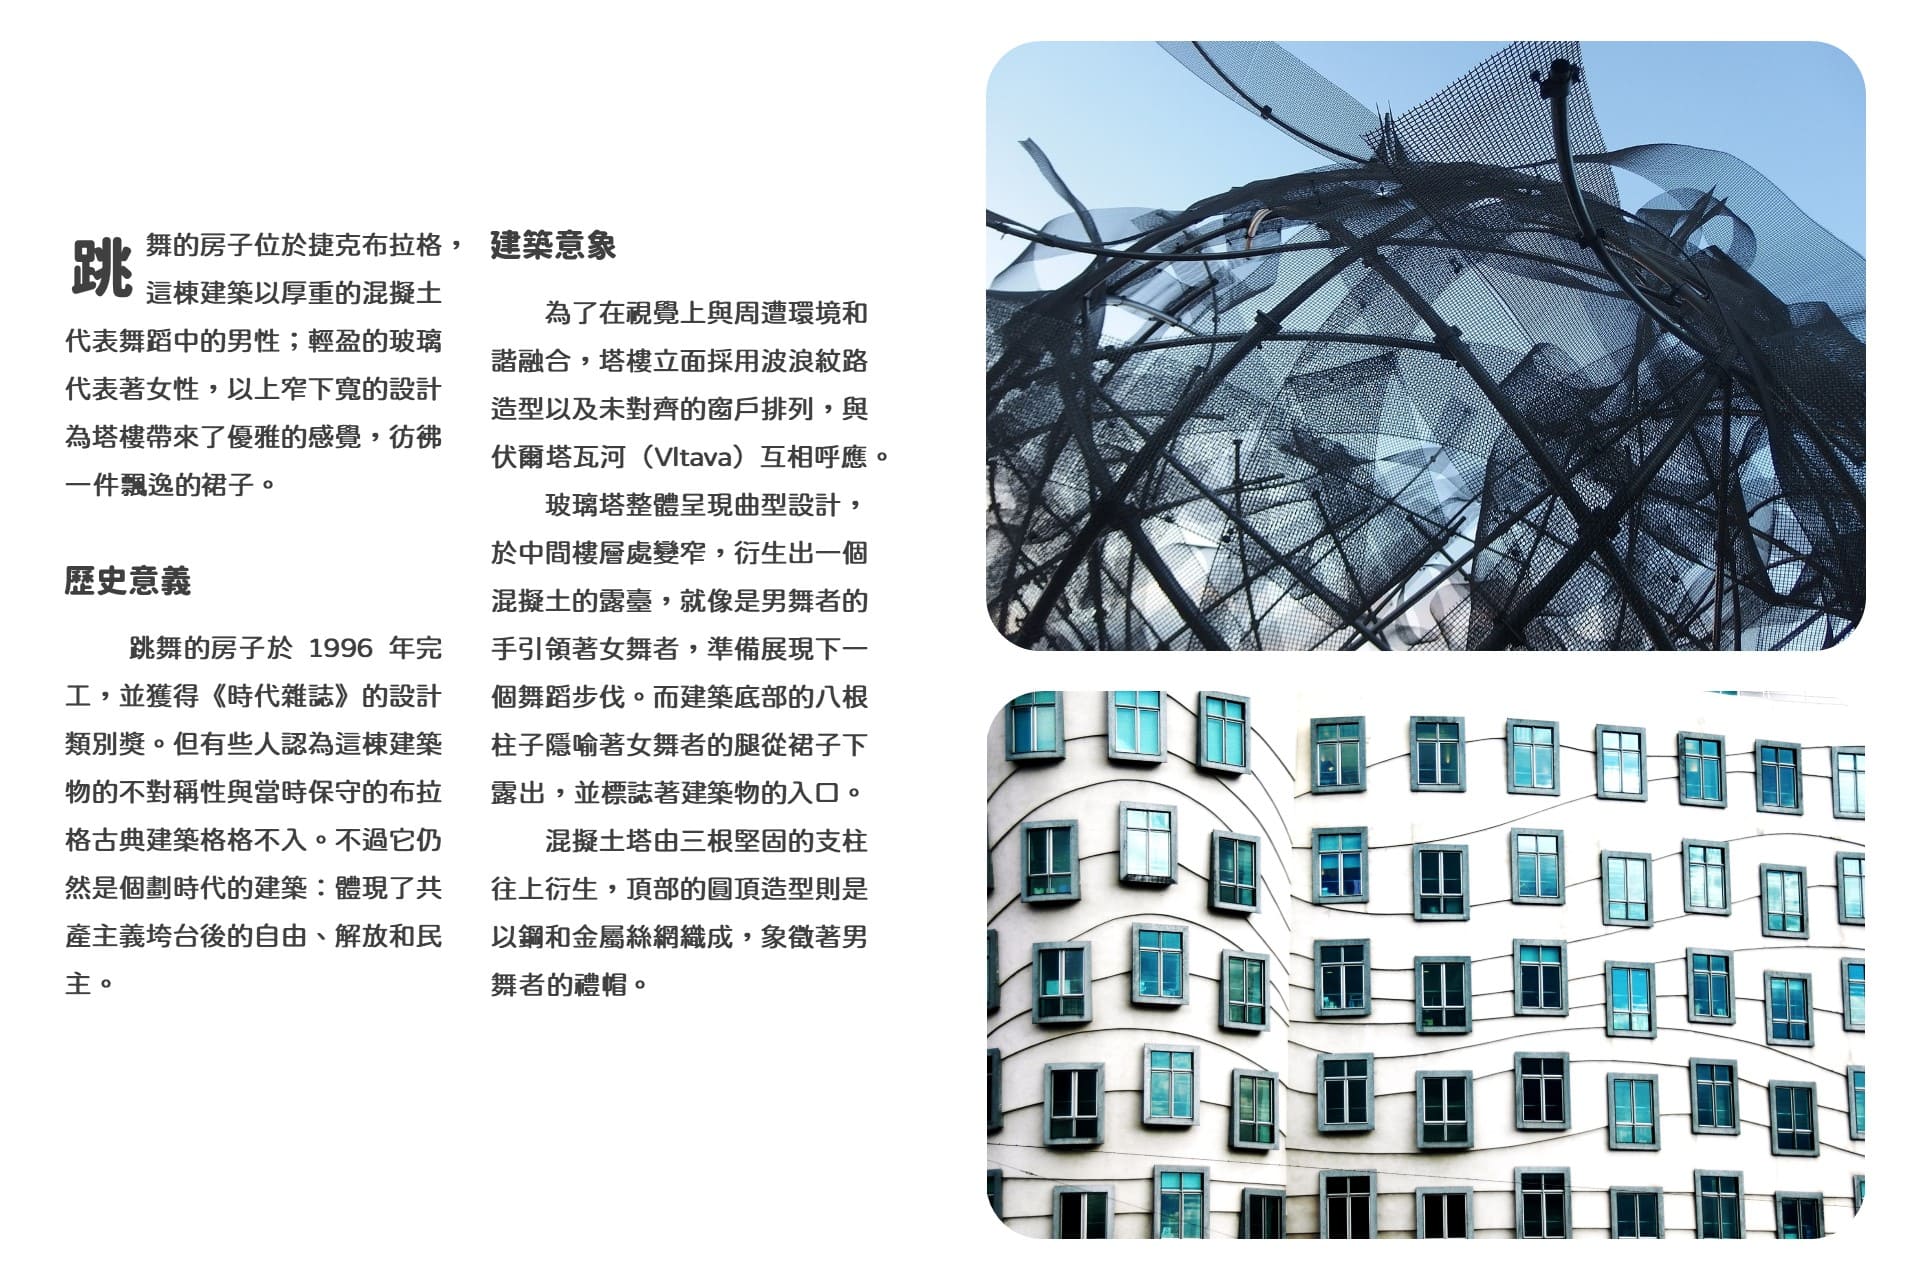 跳舞的房子位於捷克布拉格，
這棟建築以厚重的混擬土
代表舞蹈中的男性；輕盈的玻璃
代表著女性，以上窄下寬的設計
為塔樓帶來了優雅的感覺，彷彿
一件飄逸的裙子。
歷史意義
跳舞的房子於 1996 年完
工，並獲得《時代雜誌》的設計
類別獎。但有些人認為這棟建築
物的不對稱性與當時保守的布拉
格古典建築格格不入。不過它仍
然是個劃時代的建築：體現了共
產主義垮台後的自由、解放和民
主。
建築意象
為了在視覺上與周遭環境和
諧融合，塔樓立面採用波浪紋路
造型以及未對齊的窗戶排列，與
伏爾塔瓦河（Vltava）互相呼應。
玻璃塔整體呈現曲型設計，
於中間樓層處變窄，衍生出一個
混擬土的露臺，就像是男舞者的
手引領著女舞者，準備展現下一
個舞蹈步伐。而建築底部的八根
柱子隱喻著女舞者的腿從裙子下
露出，並標誌著建築物的入口。
混擬土塔由三根堅固的支柱
往上衍生，頂部的圓頂造型則是
以鋼和金屬絲網織成，象徵著男
舞者的禮帽。